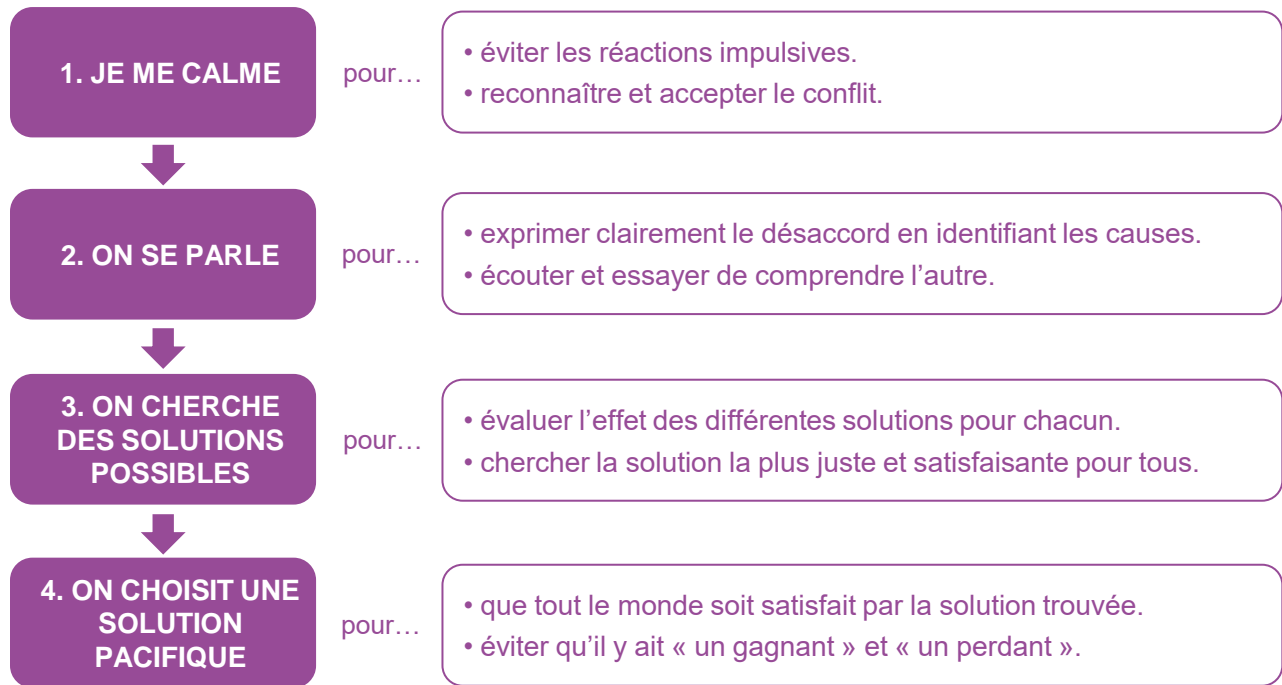 1. JE ME CALME
pour…
• éviter les réactions impulsives.
• reconnaître et accepter le conflit.
2. ON SE PARLE
pour…
• exprimer clairement le désaccord en identifiant les causes.
• écouter et essayer de comprendre l’autre.
3. ON CHERCHE
DES SOLUTIONS
POSSIBLES
pour…
• évaluer l’effet des différentes solutions pour chacun.
• chercher la solution la plus juste et satisfaisante pour tous.
4. ON CHOISIT UNE
SOLUTION
PACIFIQUE
pour…
• que tout le monde soit satisfait par la solution trouvée.
• éviter qu’il y ait « un gagnant » et « un perdant ».